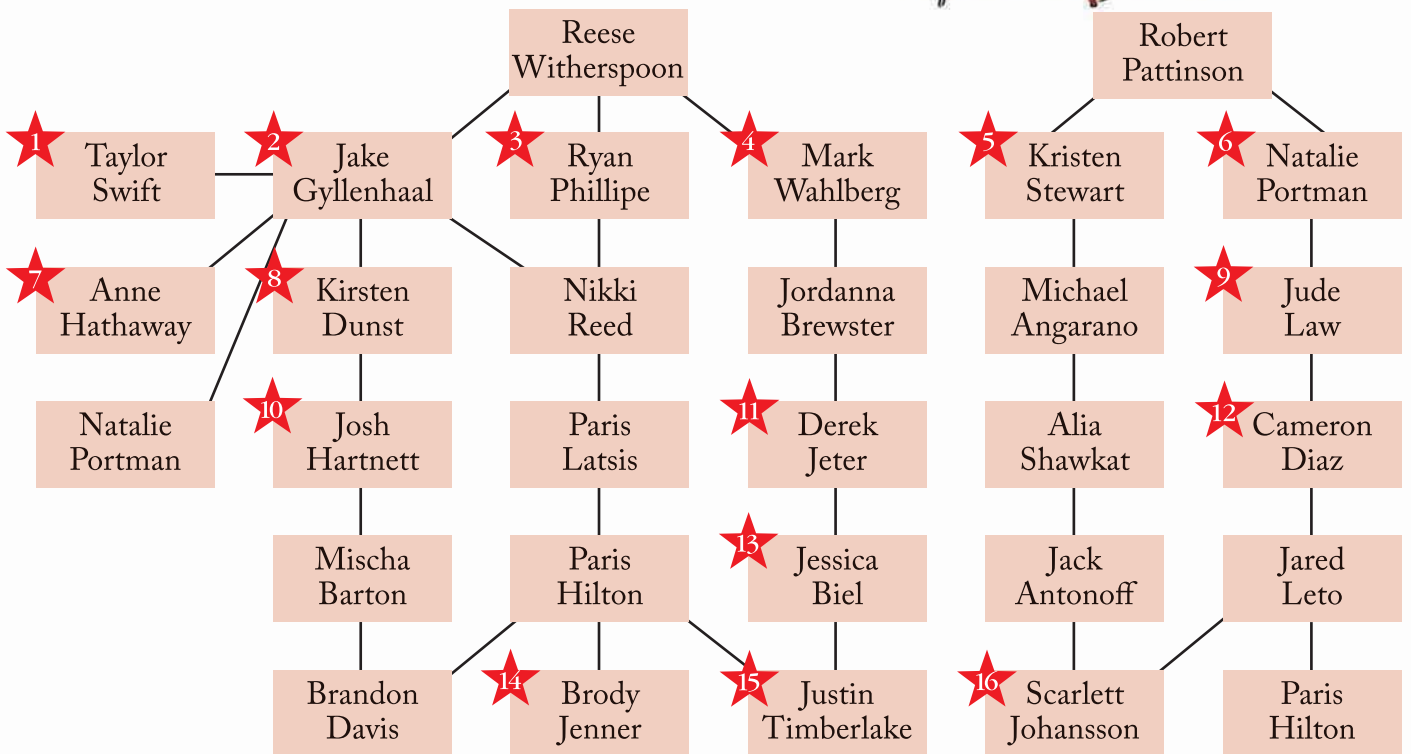 Reese
Witherspoon
Robert
Pattinson
1
Taylor
Swift
2
Jake
Gyllenhaal
3
Ryan
Phillipe
4
Mark
Wahlberg
5
Kristen
Stewart
6
Natalie
Portman
7
Anne
Hathaway
8
Kirsten
Dunst
Nikki
Reed
Jordanna
Brewster
Michael
Angarano
9
Jude
Law
Natalie
Portman
10
Josh
Hartnett
Paris
Latsis
11
Derek
Jeter
Alia
Shawkat
12
Cameron
Diaz
Mischa
Barton
Paris
Hilton
13
Jessica
Biel
Jack
Antonoff
Jared
Leto
Brandon
Davis
14
Brody
Jenner
15
Justin
Timberlake
16
Scarlett
Johansson
Paris
Hilton